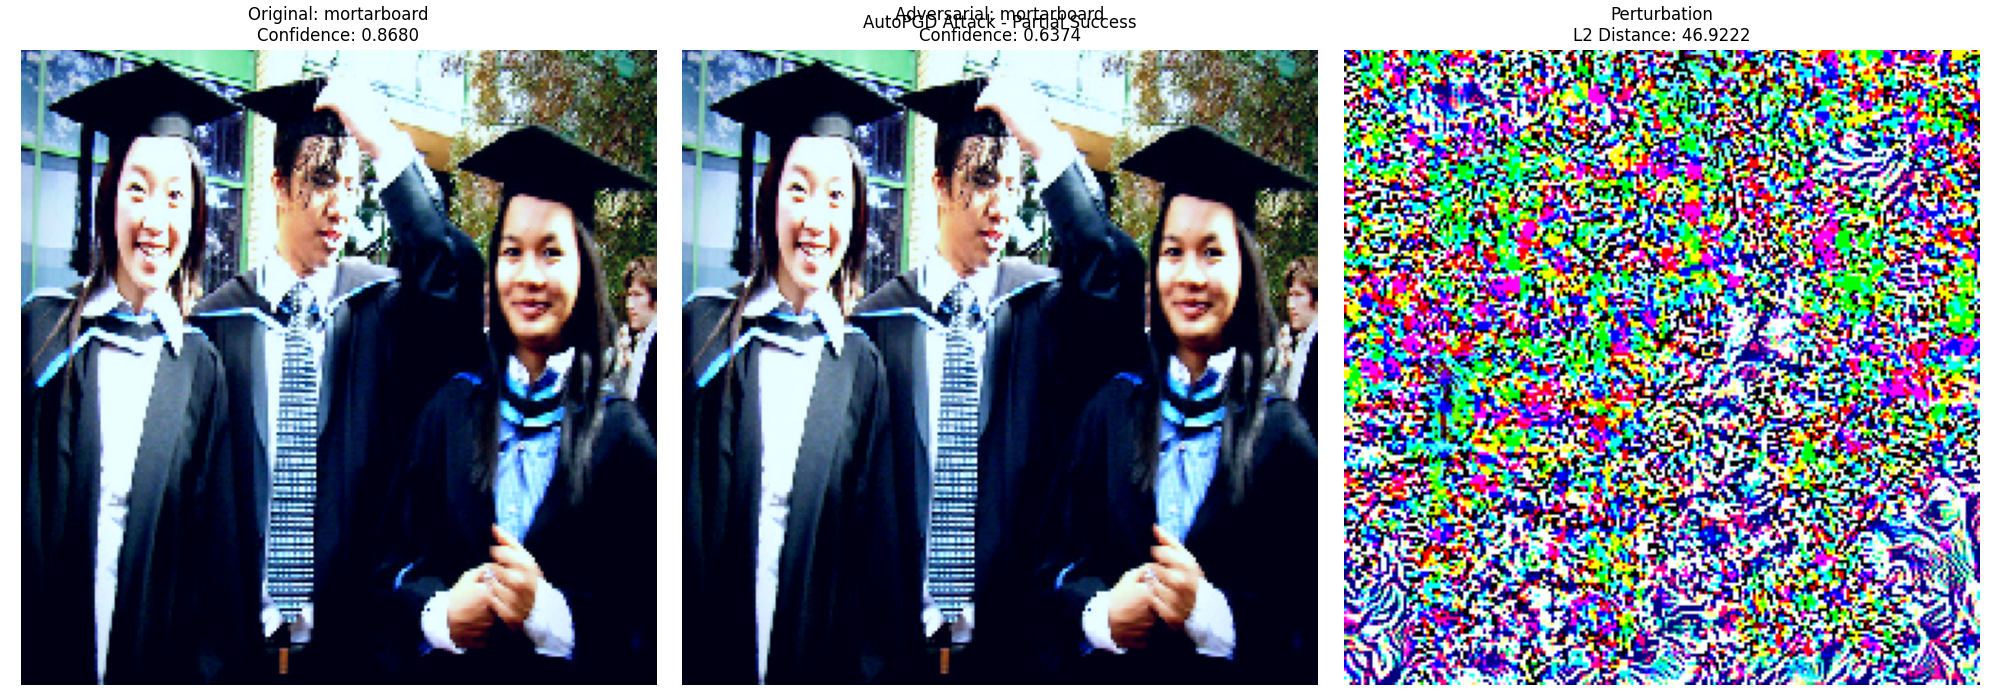 Original: mortarboard
Confidence: 0.8680
Adversarial: mortarboard
AutoPGD Attack - Partial Success
Confidence: 0.6374
Perturbation
L2 Distance: 46.9222